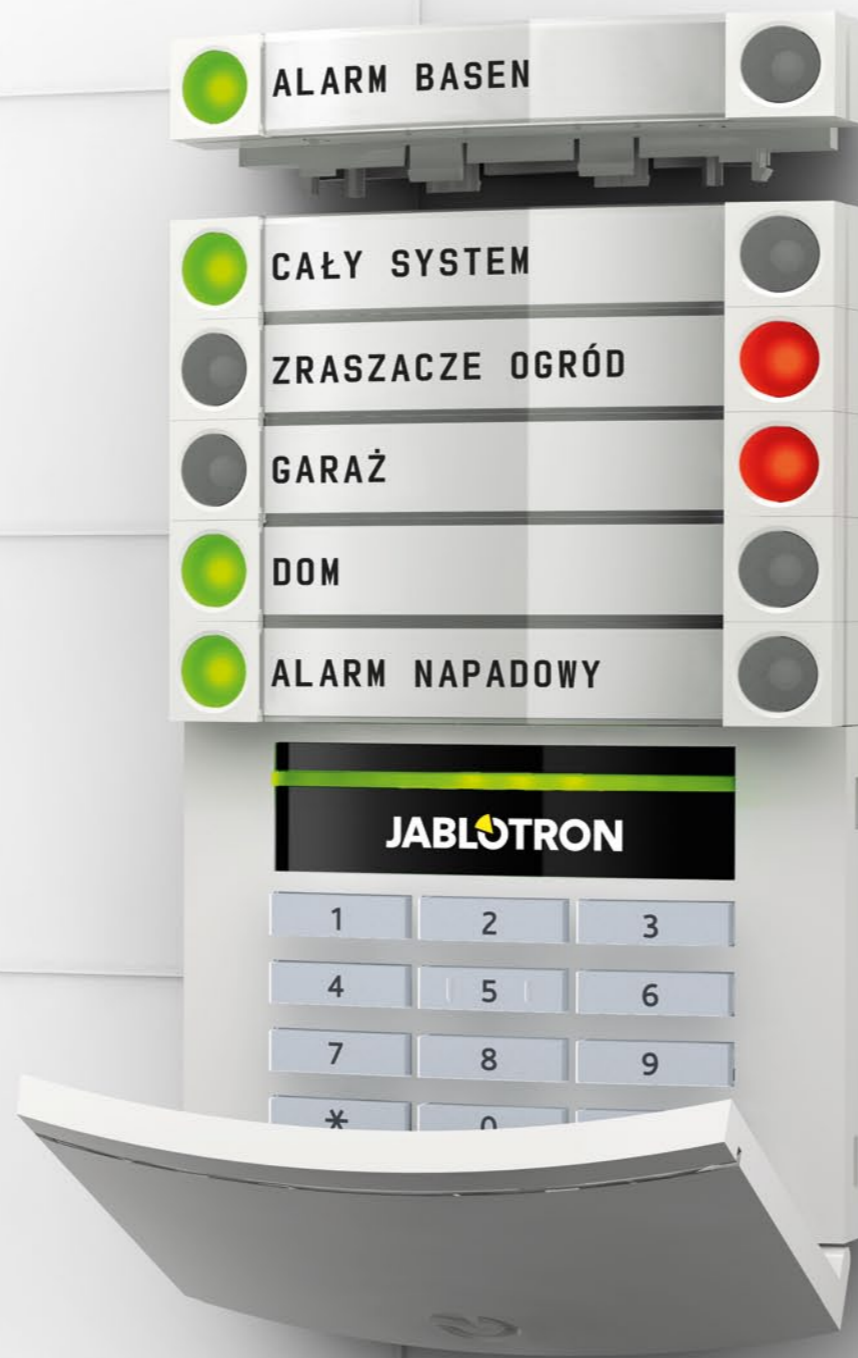 ALARM BASEN
CAŁY SYSTEM
ZRASZACZE OGRÓD
GARAŻ
DOM
ALARM NAPADOWY
JABLOTRON
1 2 3
4 5 6
7 8 9
* 0